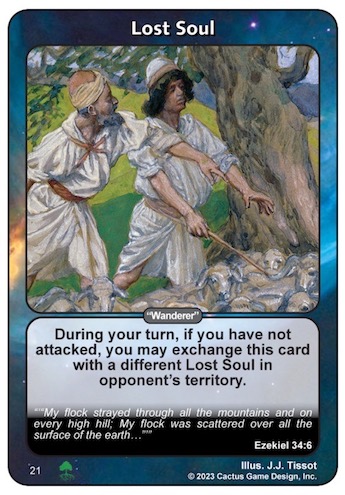 Lost Soul
"Wanderer"
During your turn, if you have not
attacked, you may exchange this card
with a different Lost Soul in
opponent's territory.
"'"My flock strayed through all the mountains and on
every high hill; My flock was scattered over all the
surface of the earth…"'"
Ezekiel 34:6
Illus. J.J. Tissot
21
© 2023 Cactus Game Design, Inc.